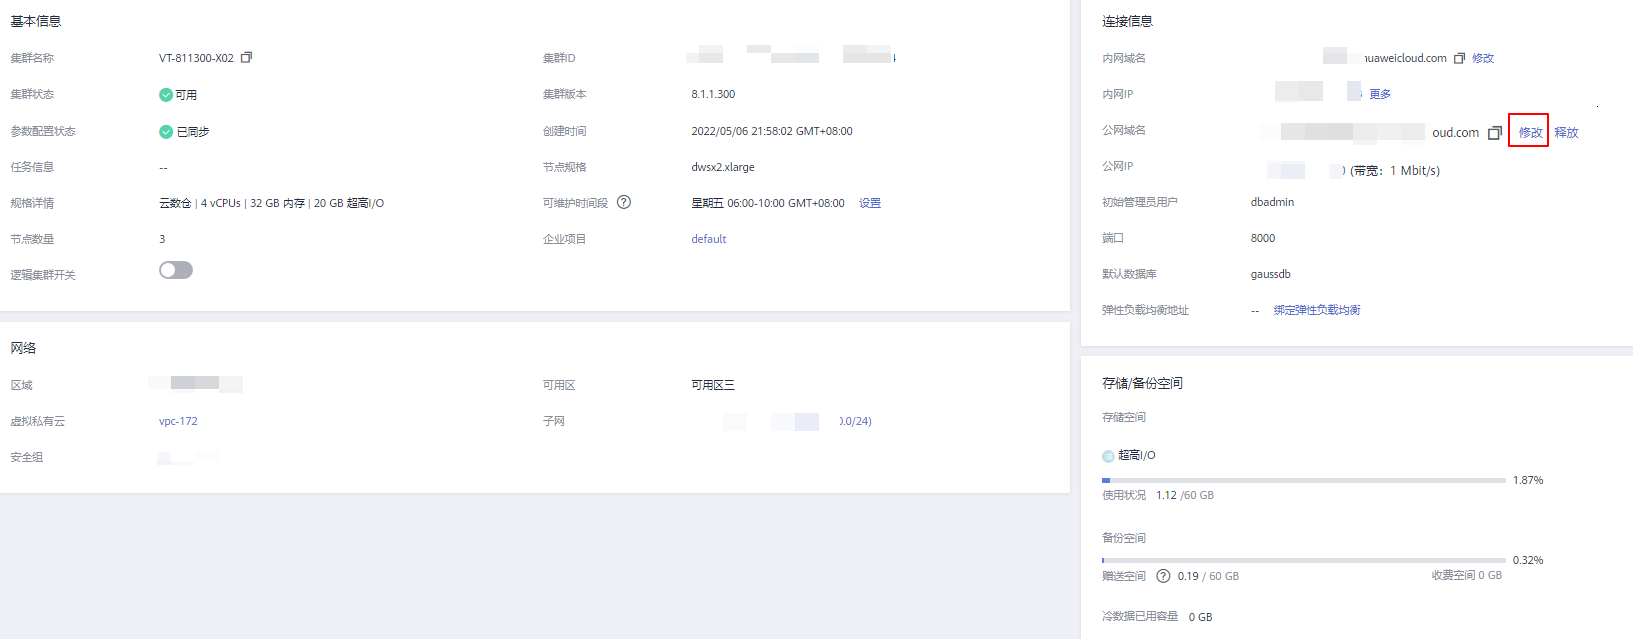 基本信息
集群名称 VT-811300-X02 集群ID
集群状态 可用 集群版本 8.1.1.300
参数配置状态 已同步 创建时间 2022/05/06 21:58:02 GMT+08:00
任务信息 -- 节点规格 dwsx2.xlarge
规格详情 云数仓 | 4 vCPUs | 32 GB 内存 | 20 GB 超高I/O 可维护时间段 ? 星期五 06:00-10:00 GMT+08:00 设置
节点数量 3 企业项目 default
逻辑集群开关
网络
区域 可用区 可用区三
虚拟私有云 vpc-172 子网 0.0/24)
安全组
连接信息
内网域名 huaweicloud.com 修改
内网IP 更多
公网域名 oud.com 修改 释放
公网IP (带宽：1 Mbit/s)
初始管理员用户 dbadmin
端口 8000
默认数据库 gaussdb
弹性负载均衡地址 -- 绑定弹性负载均衡
存储/备份空间
存储空间
超高I/O
1.87%
使用状况 1.12 /60 GB
备份空间
0.32%
赠送空间 ? 0.19 / 60 GB 收费空间 0 GB
冷数据已用容量 0 GB